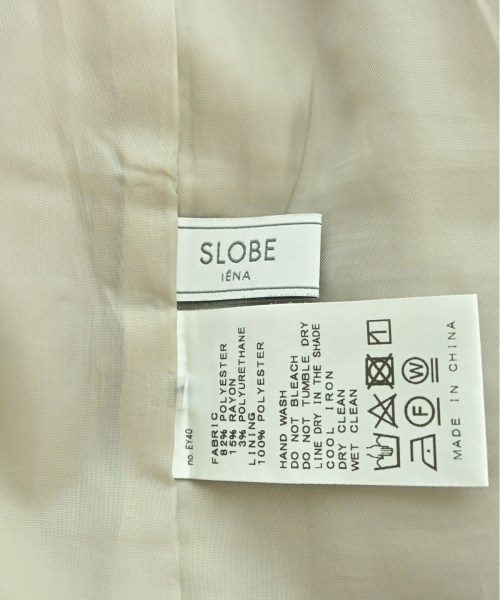 SLOBE
IÉNA
no. EY40
FABRIC
82% POLYESTER
15% RAYON
3% POLYURETHANE
LINING
100% POLYESTER
HAND WASH
DO NOT BLEACH
DO NOT TUMBLE DRY
LINE DRY IN THE SHADE
COOL IRON
DRY CLEAN
WET CLEAN
F
W
MADE IN CHINA